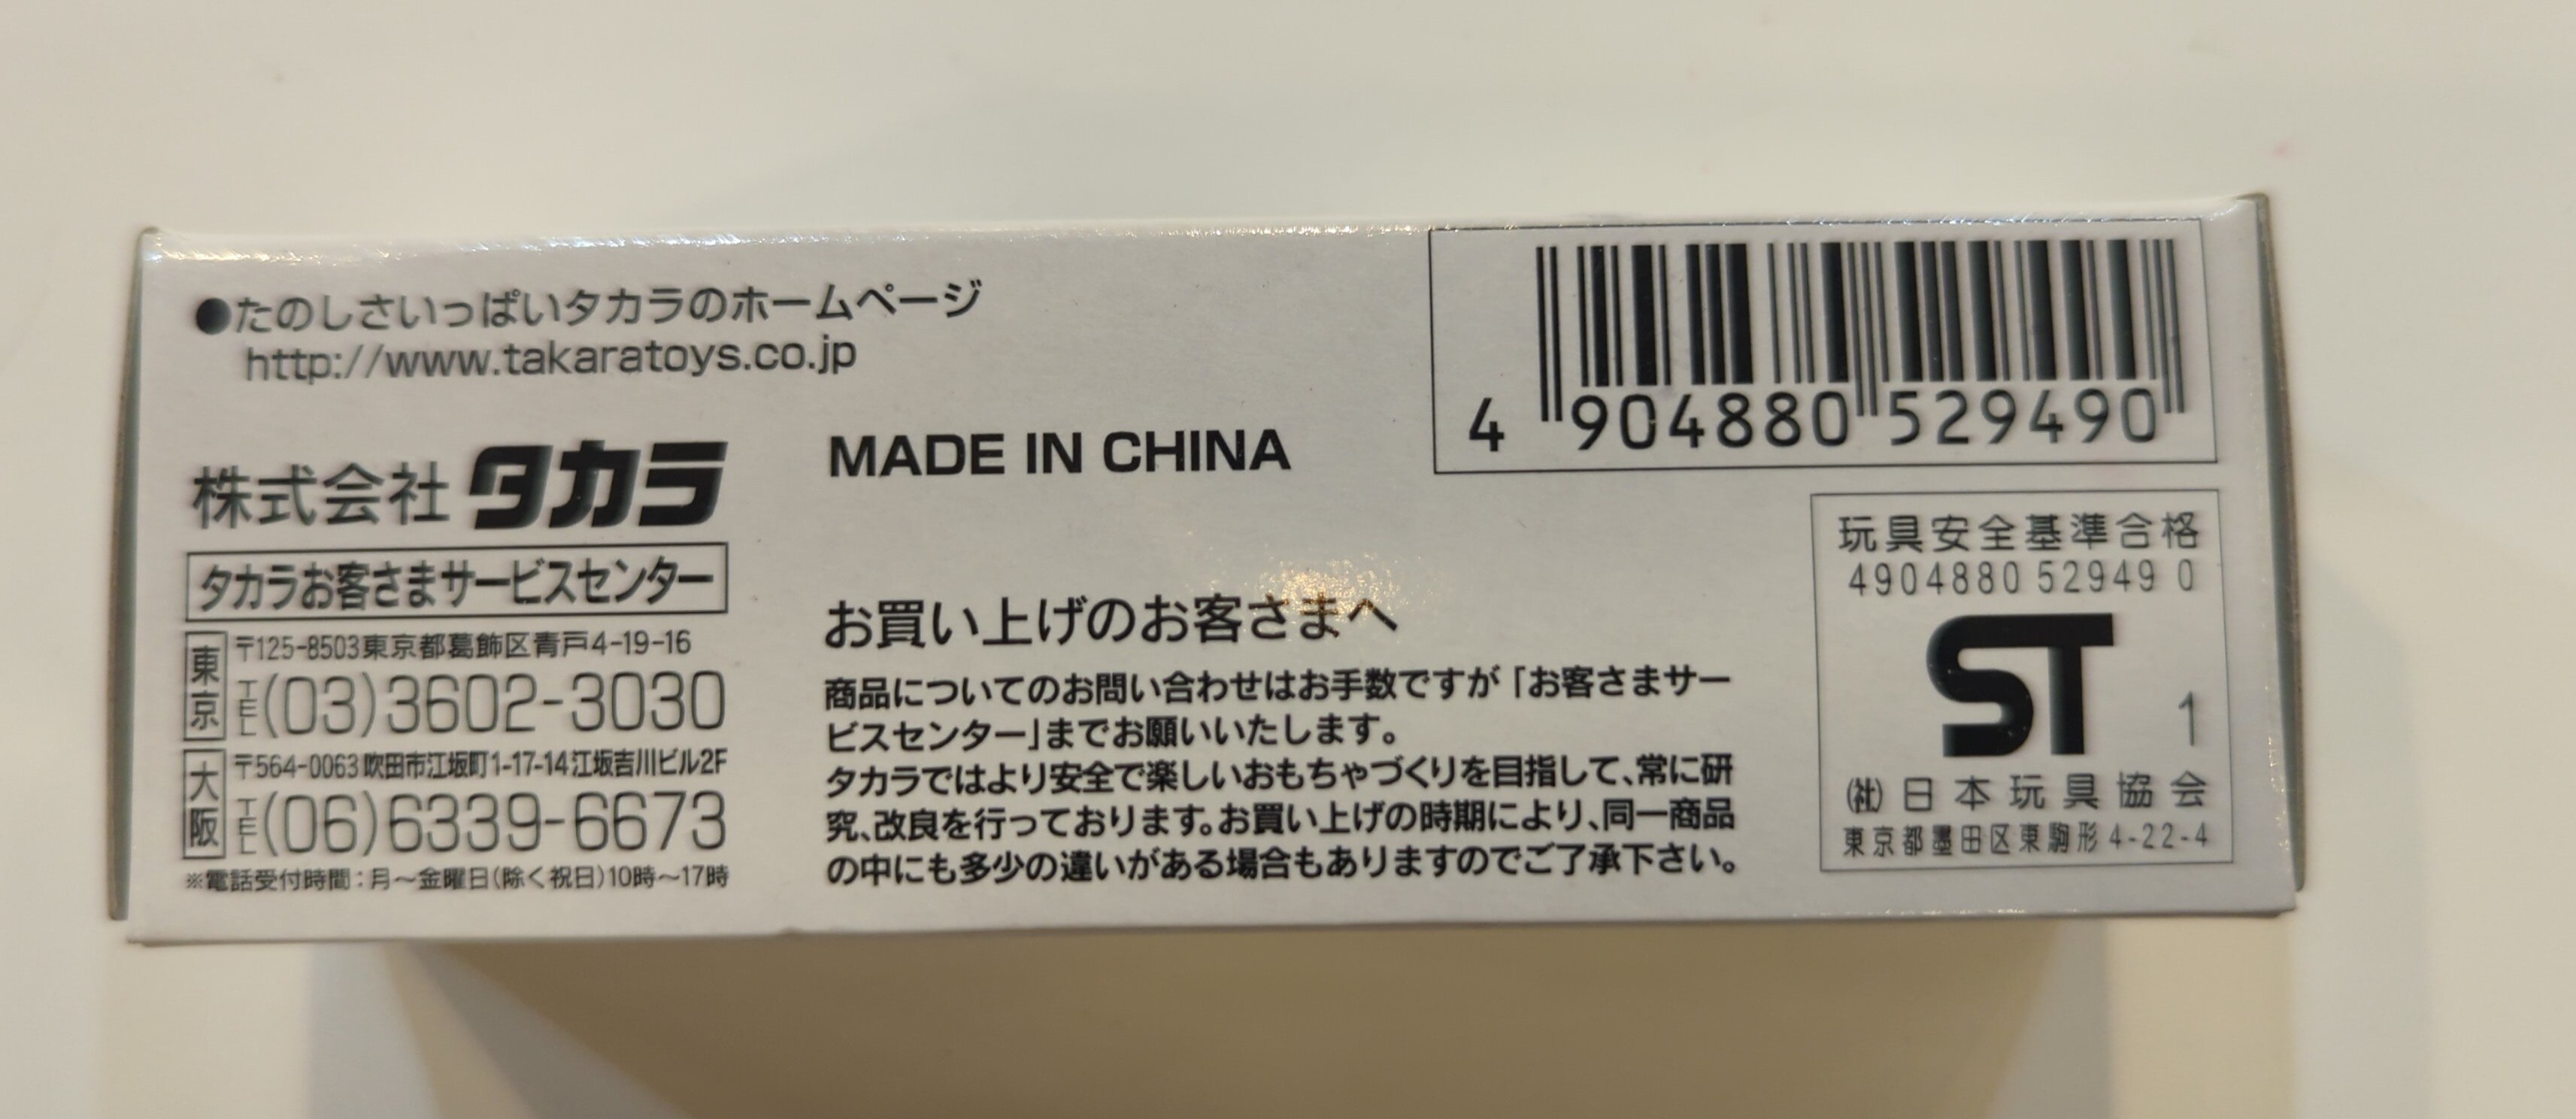 ●たのしさいっぱいタカラのホームページ
http://www.takaratoys.co.jp
株式会社 タカラ
タカラお客さまサービスセンター
東京
〒125-8503東京都葛飾区青戸4-19-16
TEL(03)3602-3030
大阪
〒564-0063吹田市江坂町1-17-14江坂吉川ビル2F
TEL(06)6339-6673
※電話受付時間：月～金曜日(除く祝日)10時～17時
MADE IN CHINA
お買い上げのお客さまへ
商品についてのお問い合わせはお手数ですが「お客さまサー
ビスセンター」までお願いいたします。
タカラではより安全で楽しいおもちゃづくりを目指して、常に研
究、改良を行っております。お買い上げの時期により、同一商品
の中にも多少の違いがある場合もありますのでご了承下さい。
4 904880 529490
玩具安全基準合格
4904880 52949 0
ST 1
(社)日本玩具協会
東京都墨田区東駒形4-22-4